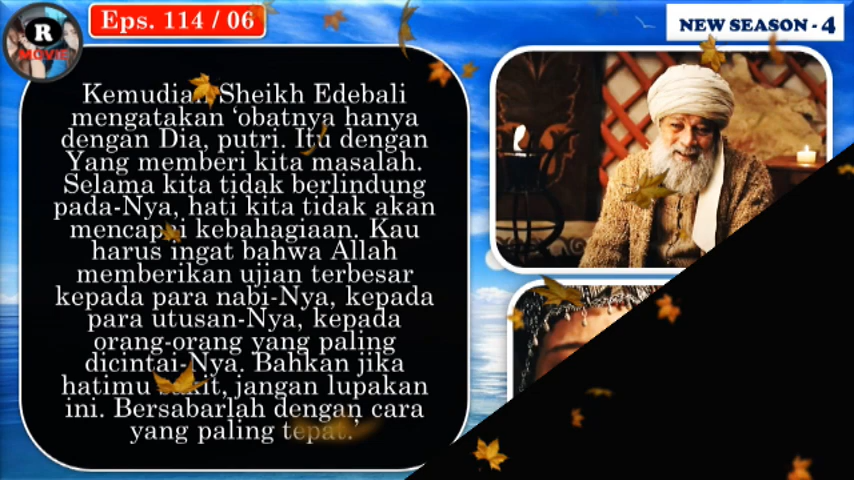 R
MOVIE
Eps. 114 / 06
NEW SEASON - 4
Kemudian Sheikh Edebali
mengatakan ‘obatnya hanya
dengan Dia, putri. Itu dengan
Yang memberi kita masalah.
Selama kita tidak berlindung
pada-Nya, hati kita tidak akan
mencapai kebahagiaan. Kau
harus ingat bahwa Allah
memberikan ujian terbesar
kepada para nabi-Nya, kepada
para utusan-Nya, kepada
orang-orang yang paling
dicintai-Nya. Bahkan jika
hatimu sakit, jangan lupakan
ini. Bersabarlah dengan cara
yang paling tepat.’